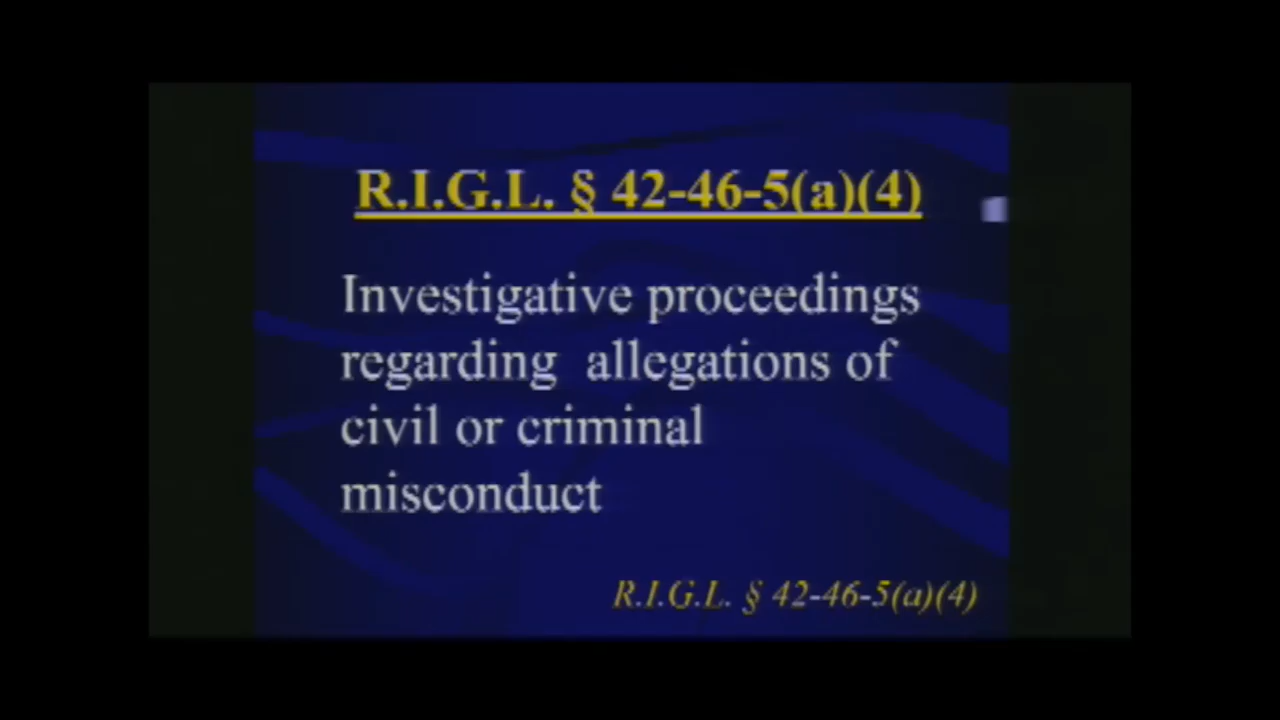 R.I.G.L. § 42-46-5(a)(4)
Investigative proceedings
regarding allegations of
civil or criminal
misconduct
R.I.G.L. § 42-46-5(a)(4)